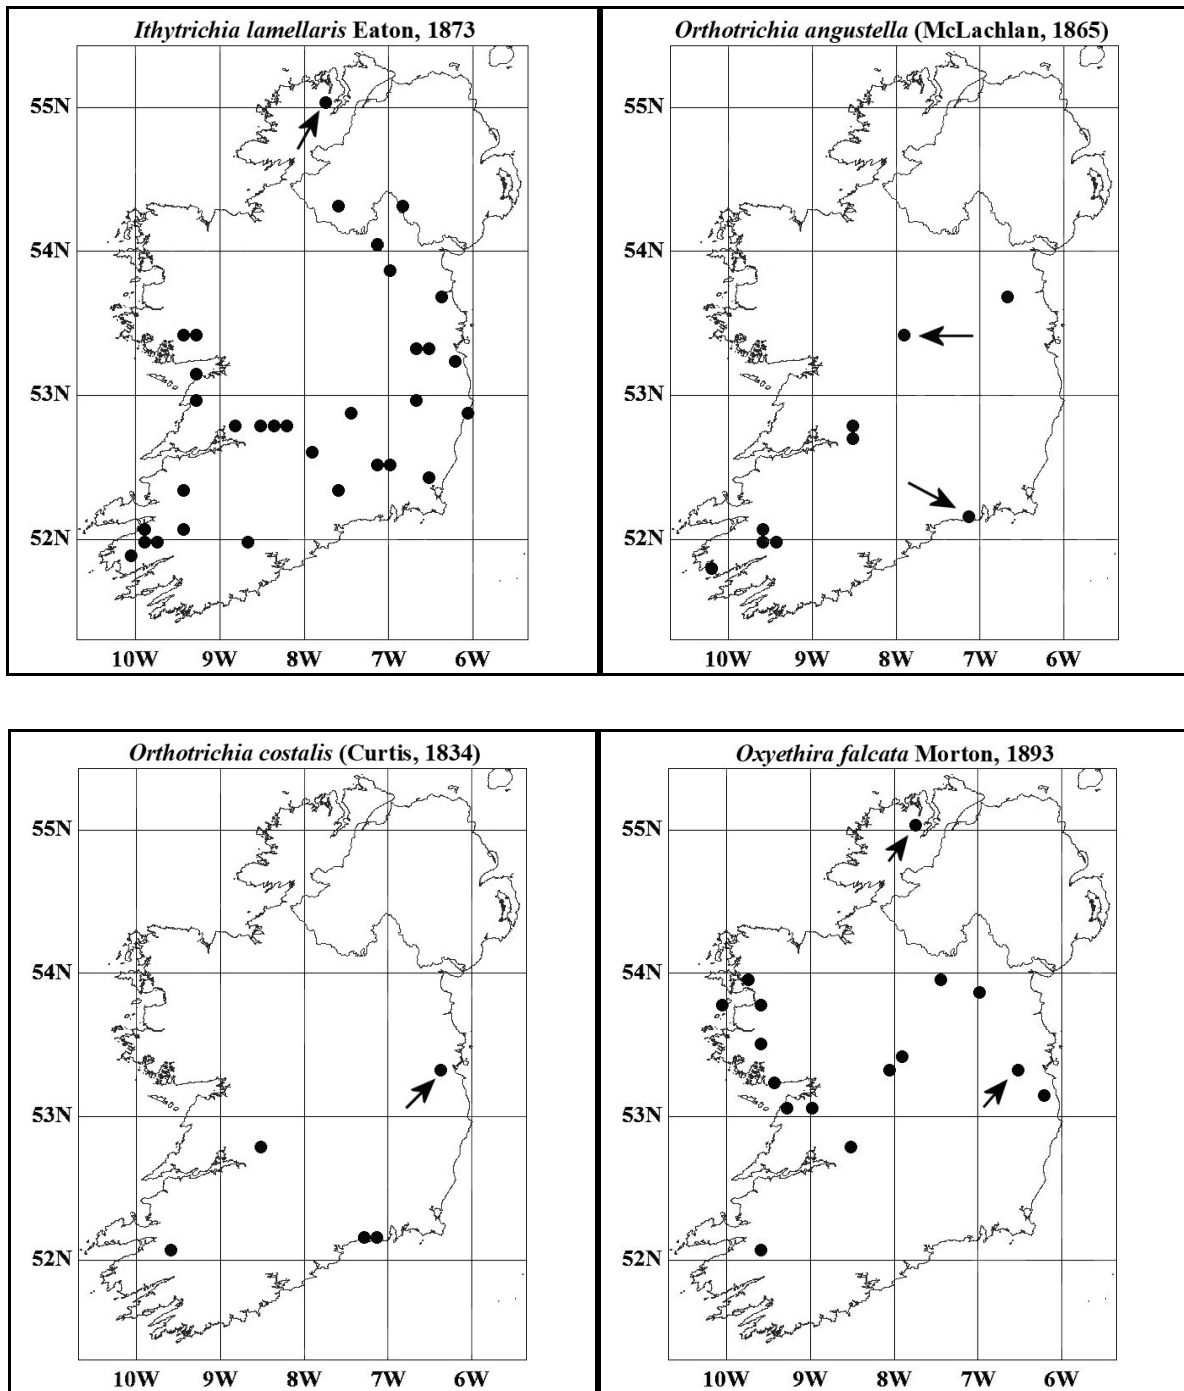 Ithytrichia lamellaris Eaton, 1873
55N
54N
53N
52N
10W 9W 8W 7W 6W
Orthotrichia angustella (McLachlan, 1865)
55N
54N
53N
52N
10W 9W 8W 7W 6W
Orthotrichia costalis (Curtis, 1834)
55N
54N
53N
52N
10W 9W 8W 7W 6W
Oxyethira falcata Morton, 1893
55N
54N
53N
52N
10W 9W 8W 7W 6W